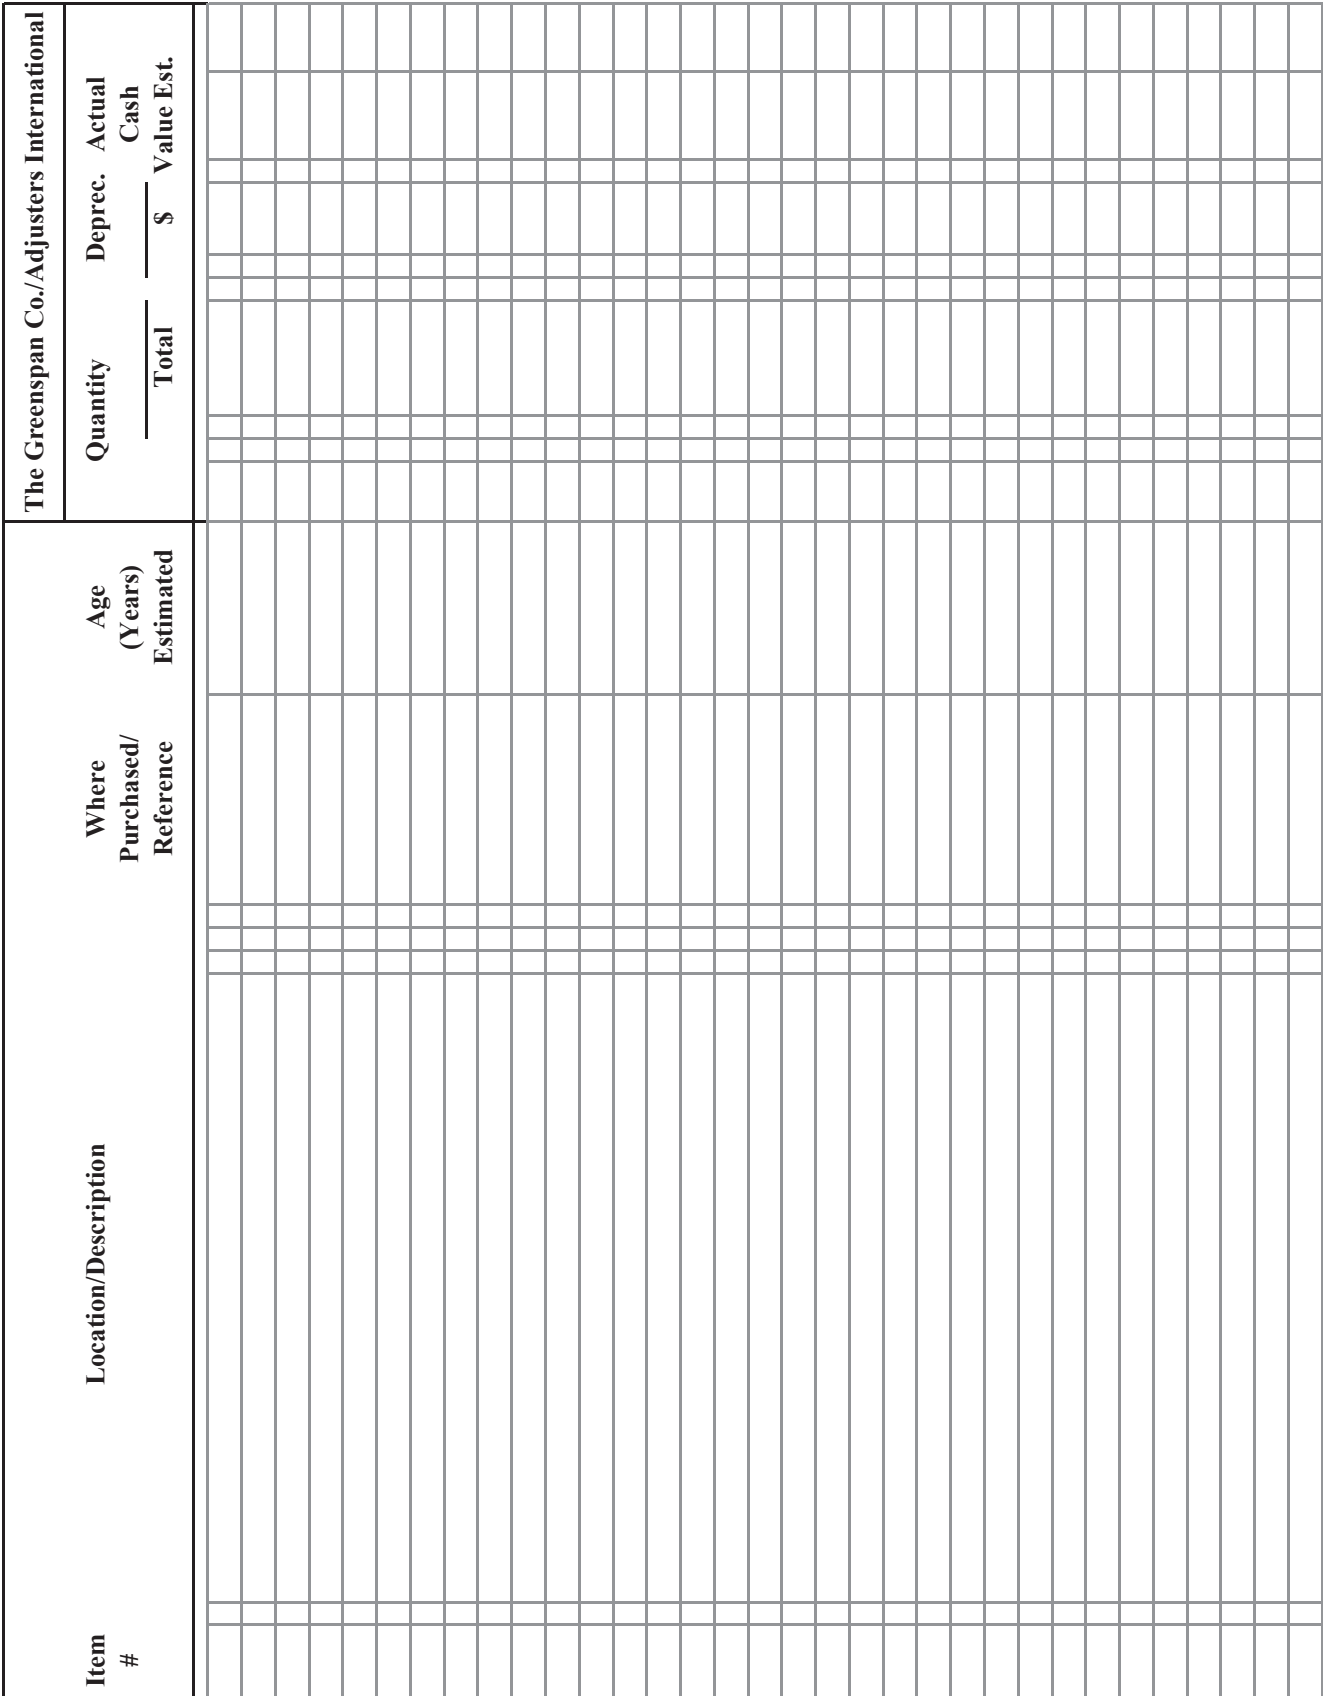 The Greenspan Co./Adjusters International
Item
#
Location/Description
Where
Purchased/
Reference
Age
(Years)
Estimated
Quantity
Total
Deprec.
$
Actual
Cash
Value Est.